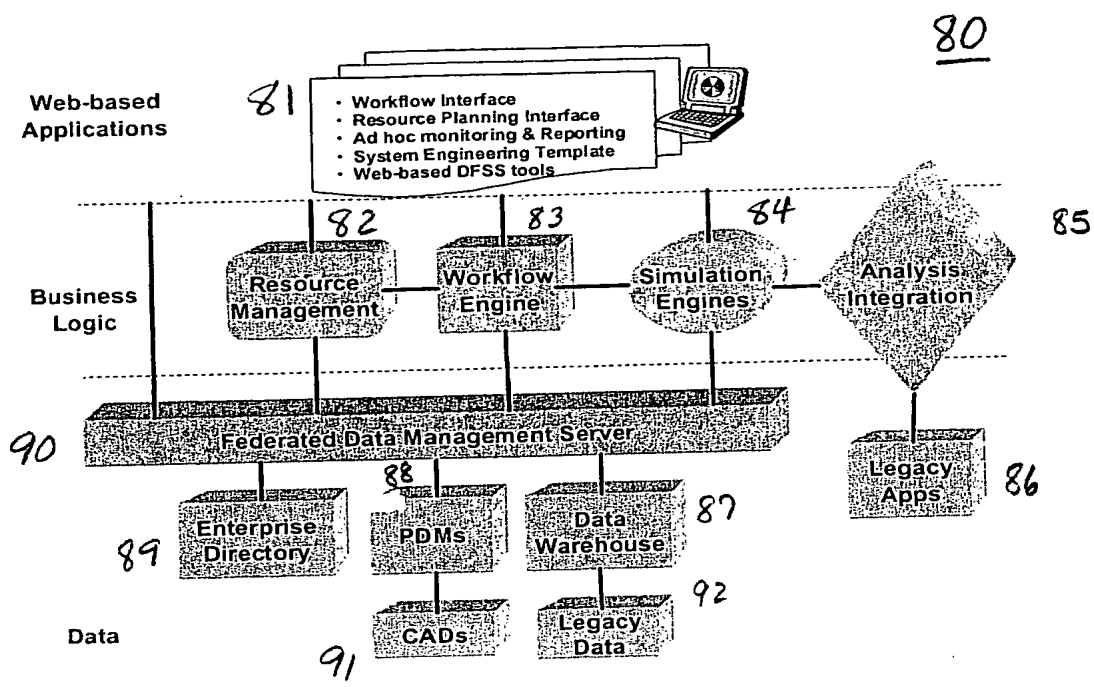 80
Web-based
Applications
81
• Workflow Interface
• Resource Planning Interface
• Ad hoc monitoring & Reporting
• System Engineering Template
• Web-based DFSS tools
82
83
84
85
Business
Logic
Resource
Management
Workflow
Engine
Simulation
Engines
Analysis
Integration
90
Federated Data Management Server
Legacy
Apps
86
89
Enterprise
Directory
88
PDMs
Data
Warehouse
87
Data
91
CADs
Legacy
Data
92